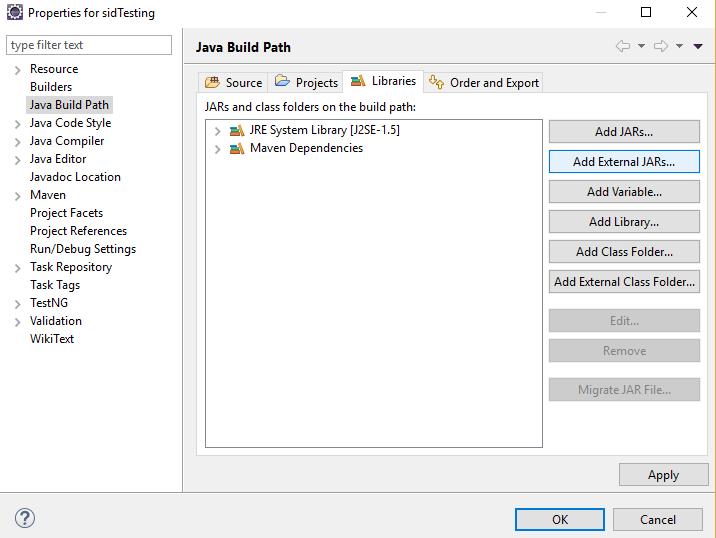 Properties for sidTesting
type filter text
Resource
Builders
Java Build Path
Java Code Style
Java Compiler
Java Editor
Javadoc Location
Maven
Project Facets
Project References
Run/Debug Settings
Task Repository
Task Tags
TestNG
Validation
WikiText
Java Build Path
Source Projects Libraries Order and Export
JARs and class folders on the build path:
JRE System Library [J2SE-1.5]
Maven Dependencies
Add JARs...
Add External JARs...
Add Variable...
Add Library...
Add Class Folder...
Add External Class Folder...
Edit...
Remove
Migrate JAR File...
Apply
OK Cancel